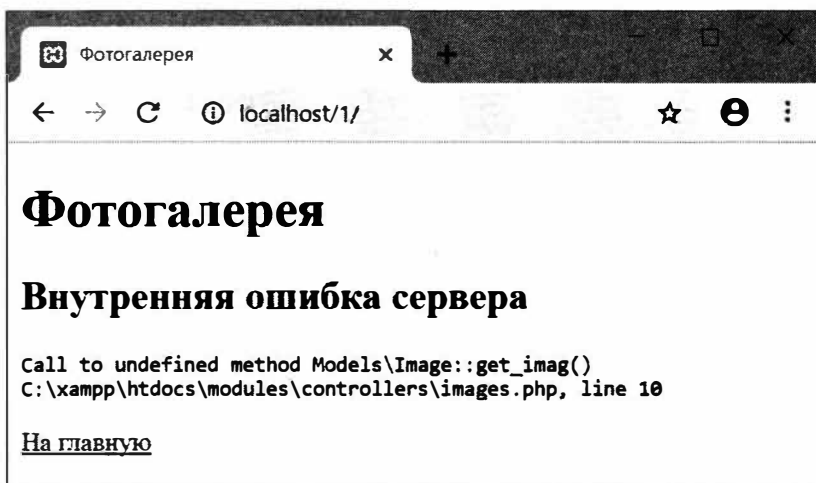 Фотогалерея
localhost/1/
Фотогалерея
Внутренняя ошибка сервера
Call to undefined method Models\Image::get_imag()
C:\xampp\htdocs\modules\controllers\images.php, line 10
На главную